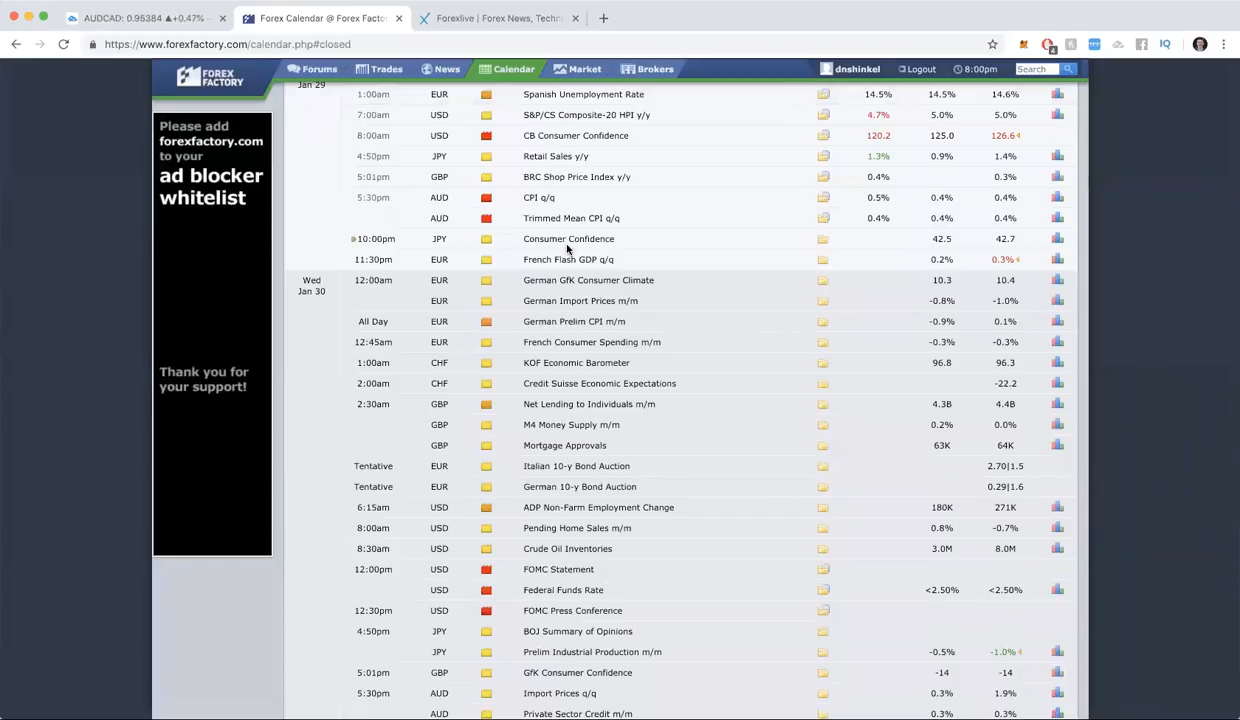 AUDCAD: 0.95384 ▲+0.47%
Forex Calendar @ Forex Facto
Forexlive | Forex News, Techni
https://www.forexfactory.com/calendar.php#closed
4
IQ
FOREX
FACTORY
Forums
Trades
News
Calendar
Market
Brokers
dnshinkel
Logout
8:00pm
Search
Please add
forexfactory.com
to your
ad blocker
whitelist
Thank you for
your support!
Jan 29
1:00am EUR Spanish Unemployment Rate 14.5% 14.5% 14.6%
7:00am USD S&P/CS Composite-20 HPI y/y 4.7% 5.0% 5.0%
8:00am USD CB Consumer Confidence 120.2 125.0 126.6
4:50pm JPY Retail Sales y/y 1.3% 0.9% 1.4%
5:01pm GBP BRC Shop Price Index y/y 0.4% 0.3%
5:30pm AUD CPI q/q 0.5% 0.4% 0.4%
AUD Trimmed Mean CPI q/q 0.4% 0.4% 0.4%
10:00pm JPY Consumer Confidence 42.5 42.7
11:30pm EUR French Flash GDP q/q 0.2% 0.3%
Wed
Jan 30
12:00am EUR German GfK Consumer Climate 10.3 10.4
EUR German Import Prices m/m -0.8% -1.0%
All Day EUR German Prelim CPI m/m -0.9% 0.1%
12:45am EUR French Consumer Spending m/m -0.3% -0.3%
1:00am CHF KOF Economic Barometer 96.8 96.3
2:00am CHF Credit Suisse Economic Expectations -22.2
2:30am GBP Net Lending to Individuals m/m 4.3B 4.4B
GBP M4 Money Supply m/m 0.2% 0.0%
GBP Mortgage Approvals 63K 64K
Tentative EUR Italian 10-y Bond Auction 2.70|1.5
Tentative EUR German 10-y Bond Auction 0.29|1.6
6:15am USD ADP Non-Farm Employment Change 180K 271K
8:00am USD Pending Home Sales m/m 0.8% -0.7%
8:30am USD Crude Oil Inventories 3.0M 8.0M
12:00pm USD FOMC Statement
USD Federal Funds Rate <2.50% <2.50%
12:30pm USD FOMC Press Conference
4:50pm JPY BOJ Summary of Opinions
JPY Prelim Industrial Production m/m -0.5% -1.0%
5:01pm GBP GfK Consumer Confidence -14 -14
5:30pm AUD Import Prices q/q 0.3% 1.9%
AUD Private Sector Credit m/m 0.3% 0.3%